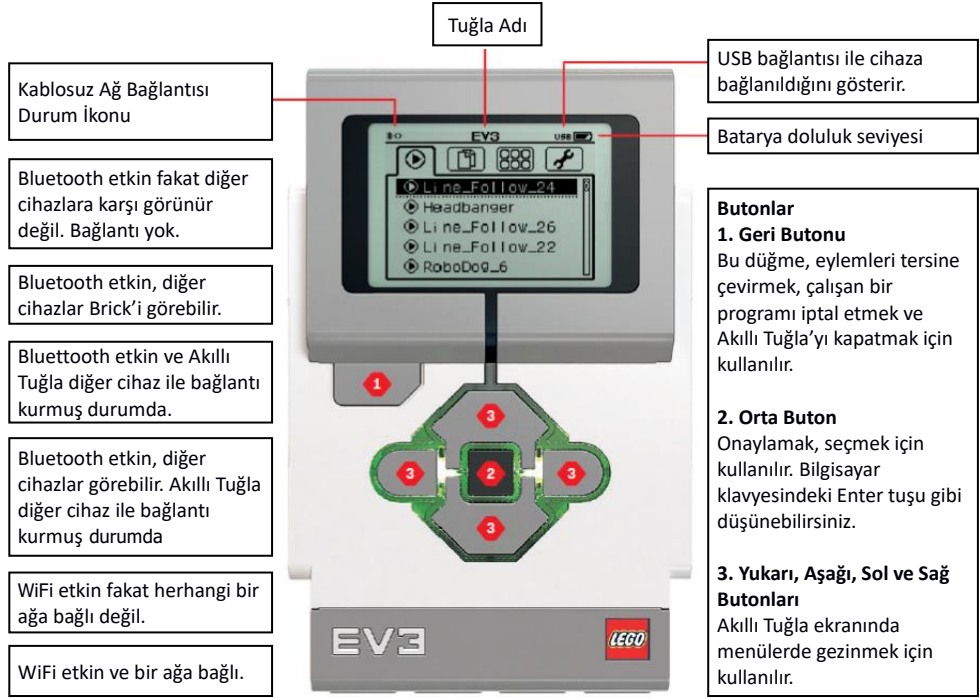 Tuğla Adı
Kablosuz Ağ Bağlantısı
Durum İkonu
Bluetooth etkin fakat diğer
cihazlara karşı görünür
değil. Bağlantı yok.
Bluetooth etkin, diğer
cihazlar Brick’i görebilir.
Bluettooth etkin ve Akıllı
Tuğla diğer cihaz ile bağlantı
kurmuş durumda.
Bluetooth etkin, diğer
cihazlar görebilir. Akıllı Tuğla
diğer cihaz ile bağlantı
kurmuş durumda
WiFi etkin fakat herhangi bir
ağa bağlı değil.
WiFi etkin ve bir ağa bağlı.
EV3
USB
Line_Follow_24
Headbanger
Line_Follow_26
Line_Follow_22
RoboDog_6
1
3
3
2
3
3
EV3
LEGO
USB bağlantısı ile cihaza
bağlanıldığını gösterir.
Batarya doluluk seviyesi
Butonlar
1. Geri Butonu
Bu düğme, eylemleri tersine
çevirmek, çalışan bir
programı iptal etmek ve
Akıllı Tuğla’yı kapatmak için
kullanılır.
2. Orta Buton
Onaylamak, seçmek için
kullanılır. Bilgisayar
klavyesindeki Enter tuşu gibi
düşünebilirsiniz.
3. Yukarı, Aşağı, Sol ve Sağ
Butonları
Akıllı Tuğla ekranında
menülerde gezinmek için
kullanılır.